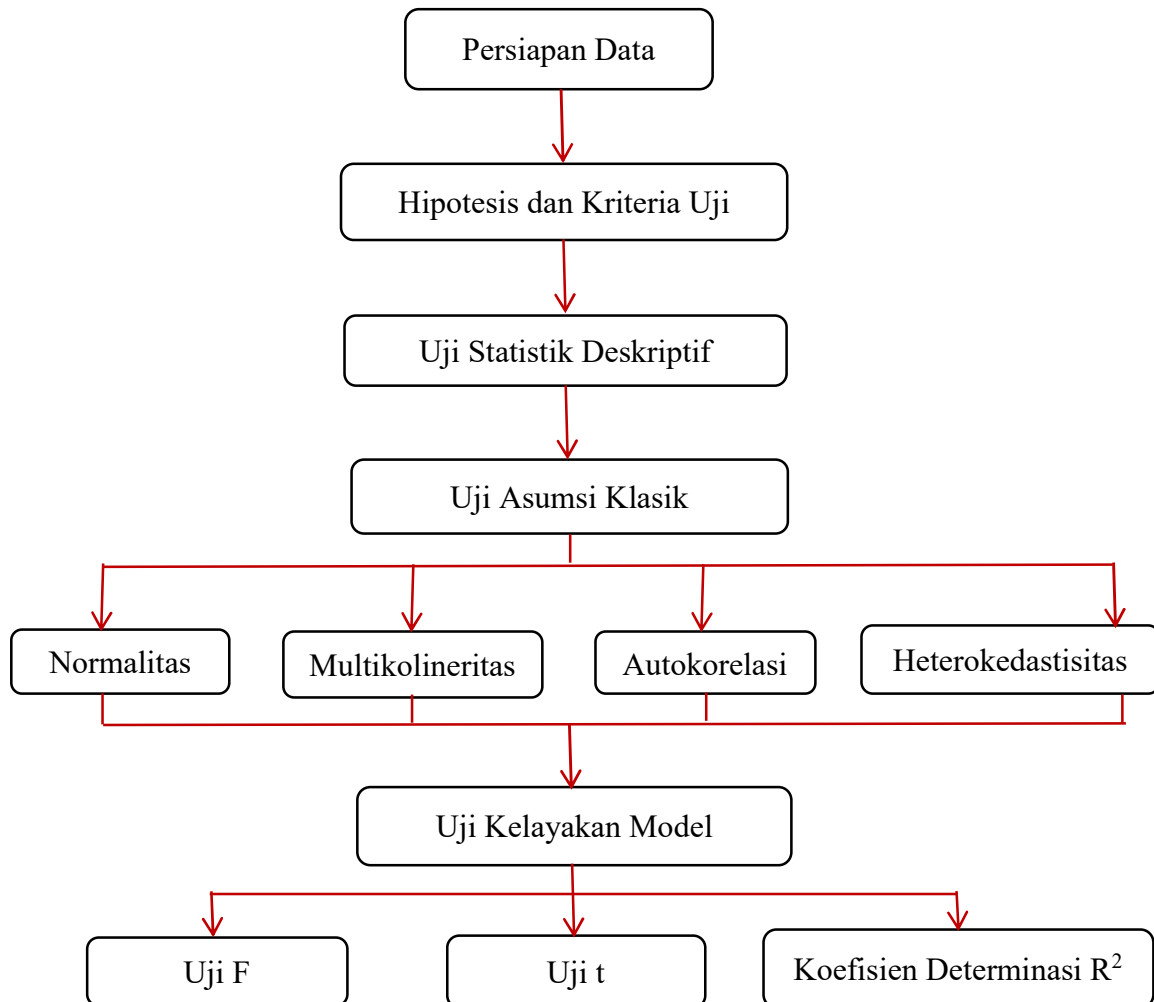 Persiapan Data
Hipotesis dan Kriteria Uji
Uji Statistik Deskriptif
Uji Asumsi Klasik
Normalitas
Multikolineritas
Autokorelasi
Heterokedastisitas
Uji Kelayakan Model
Uji F
Uji t
Koefisien Determinasi R²